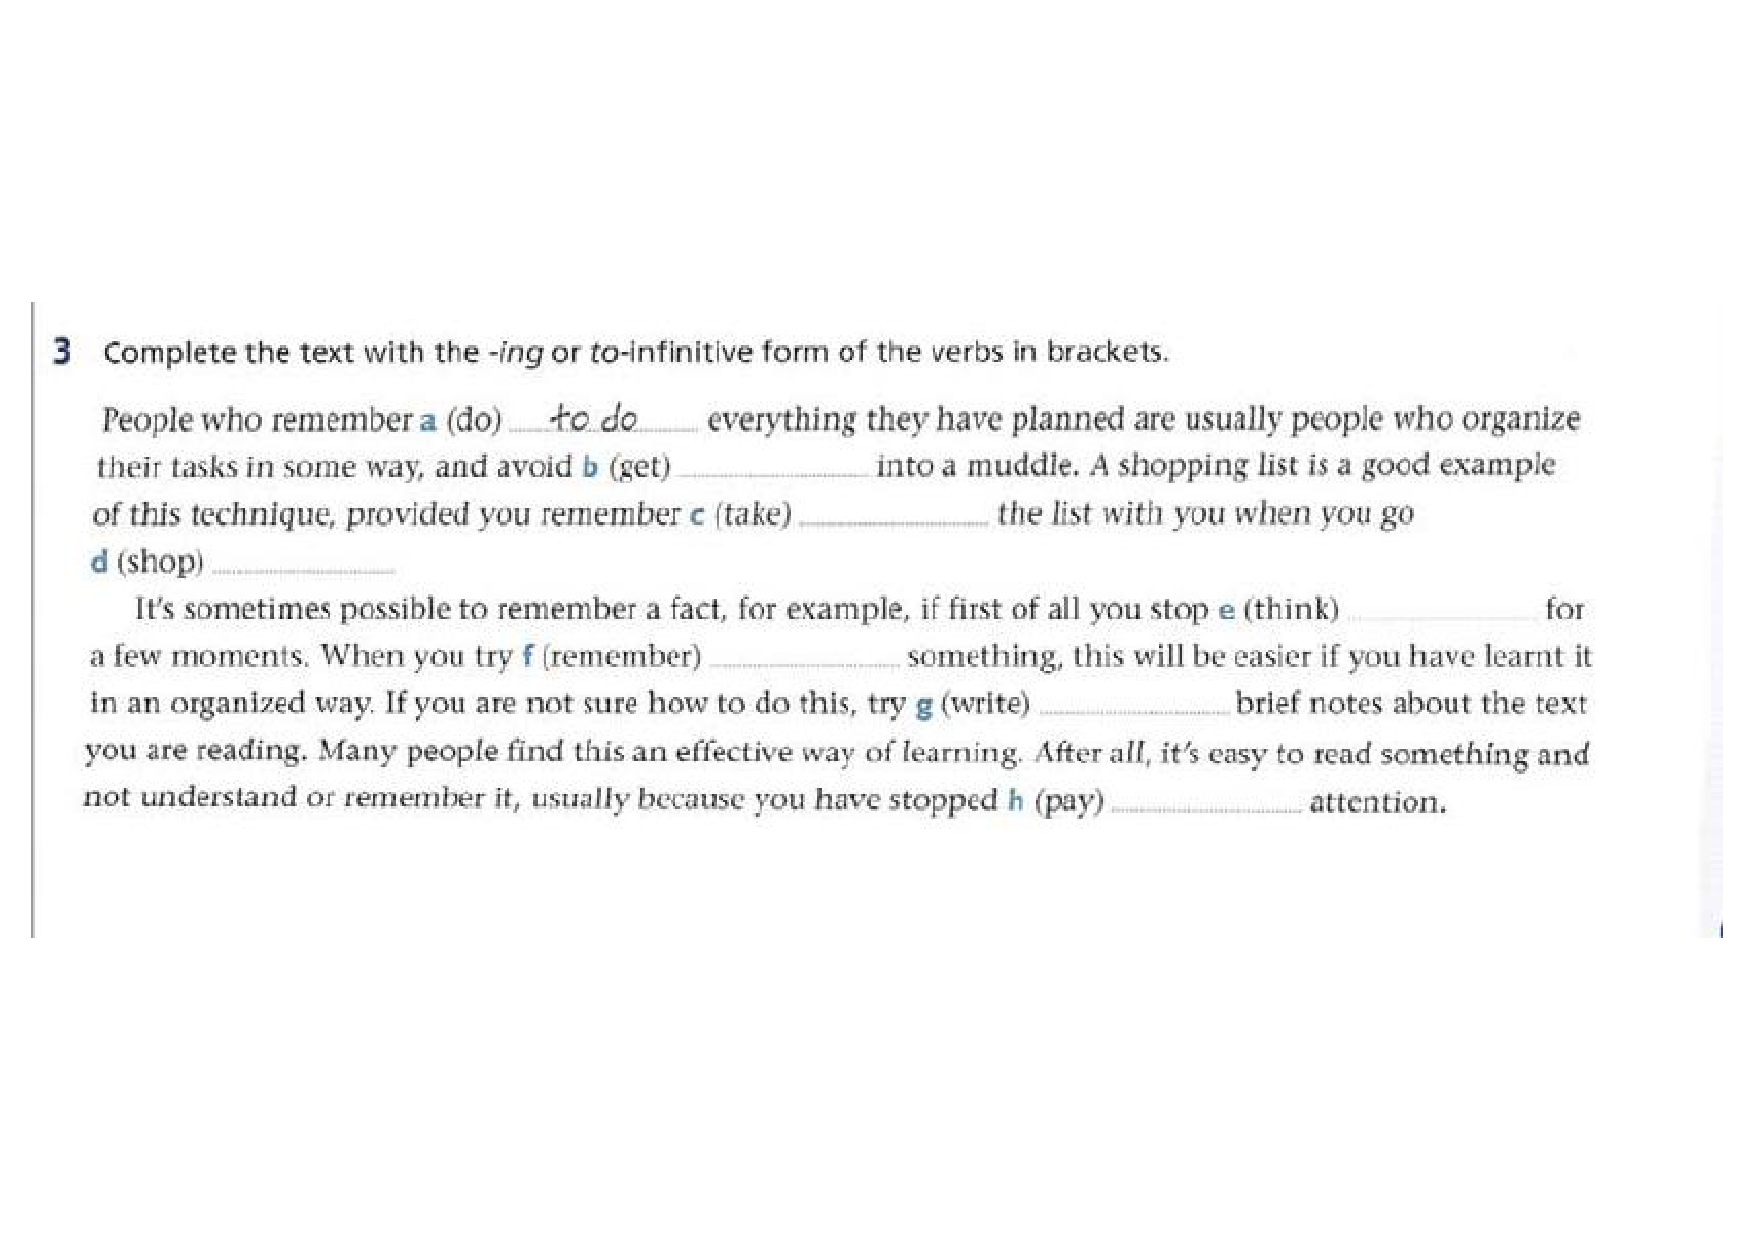 3 Complete the text with the -ing or to-infinitive form of the verbs in brackets.
People who remember a (do) to do everything they have planned are usually people who organize
their tasks in some way, and avoid b (get) ............ into a muddle. A shopping list is a good example
of this technique, provided you remember c (take) ............ the list with you when you go
d (shop) ............
It's sometimes possible to remember a fact, for example, if first of all you stop e (think) ............ for
a few moments. When you try f (remember) ............ something, this will be easier if you have learnt it
in an organized way. If you are not sure how to do this, try g (write) ............ brief notes about the text
you are reading. Many people find this an effective way of learning. After all, it's easy to read something and
not understand or remember it, usually because you have stopped h (pay) ............ attention.